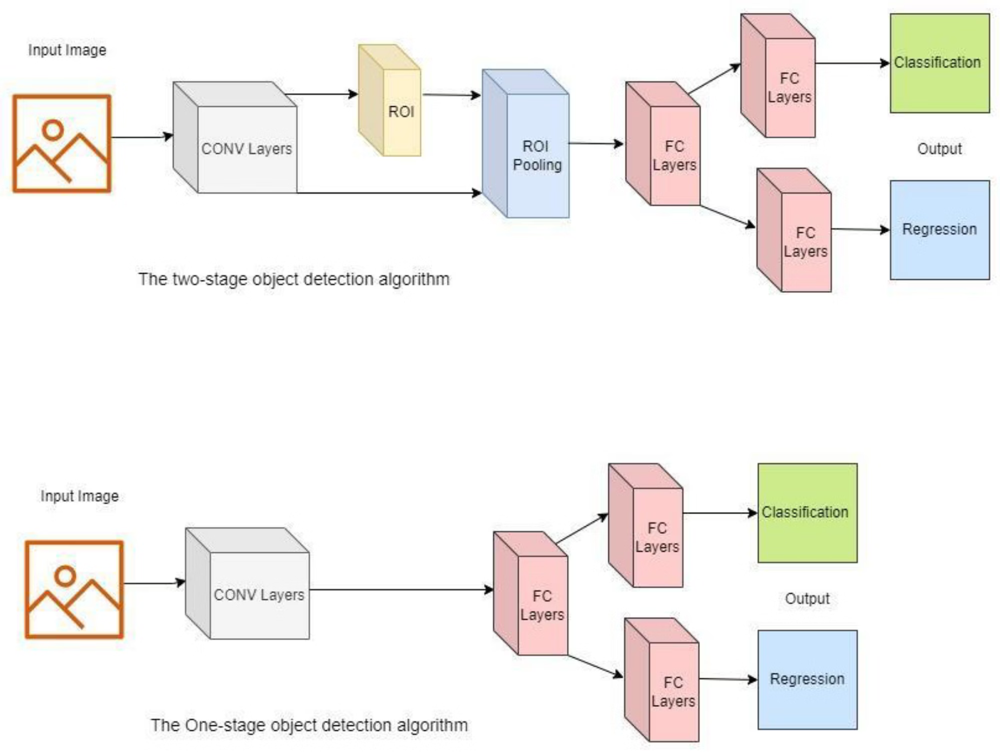 Input Image
CONV Layers
ROI
ROI
Pooling
FC
Layers
FC
Layers
Classification
Output
FC
Layers
Regression
The two-stage object detection algorithm
Input Image
CONV Layers
FC
Layers
FC
Layers
Classification
Output
FC
Layers
Regression
The One-stage object detection algorithm